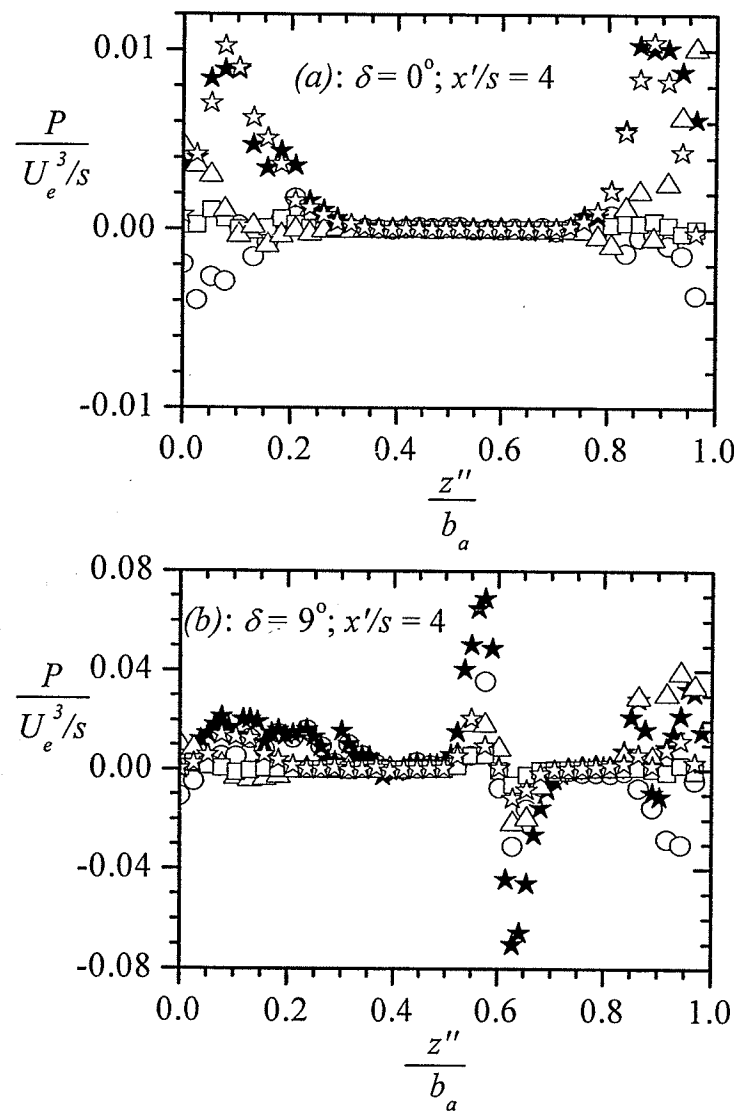 0.01
(a): δ = 0°; x'/s = 4
P
U_e^3/s
0.00
-0.01
0.0 0.2 0.4 0.6 0.8 1.0
z''
b_a
0.08
(b): δ = 9°; x'/s = 4
P
U_e^3/s
0.04
0.00
-0.04
-0.08
0.0 0.2 0.4 0.6 0.8 1.0
z''
b_a